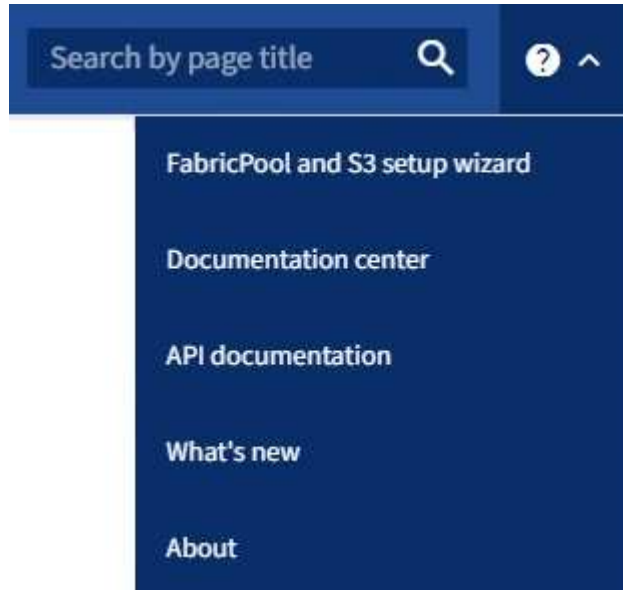 Search by page title
FabricPool and S3 setup wizard
Documentation center
API documentation
What's new
About